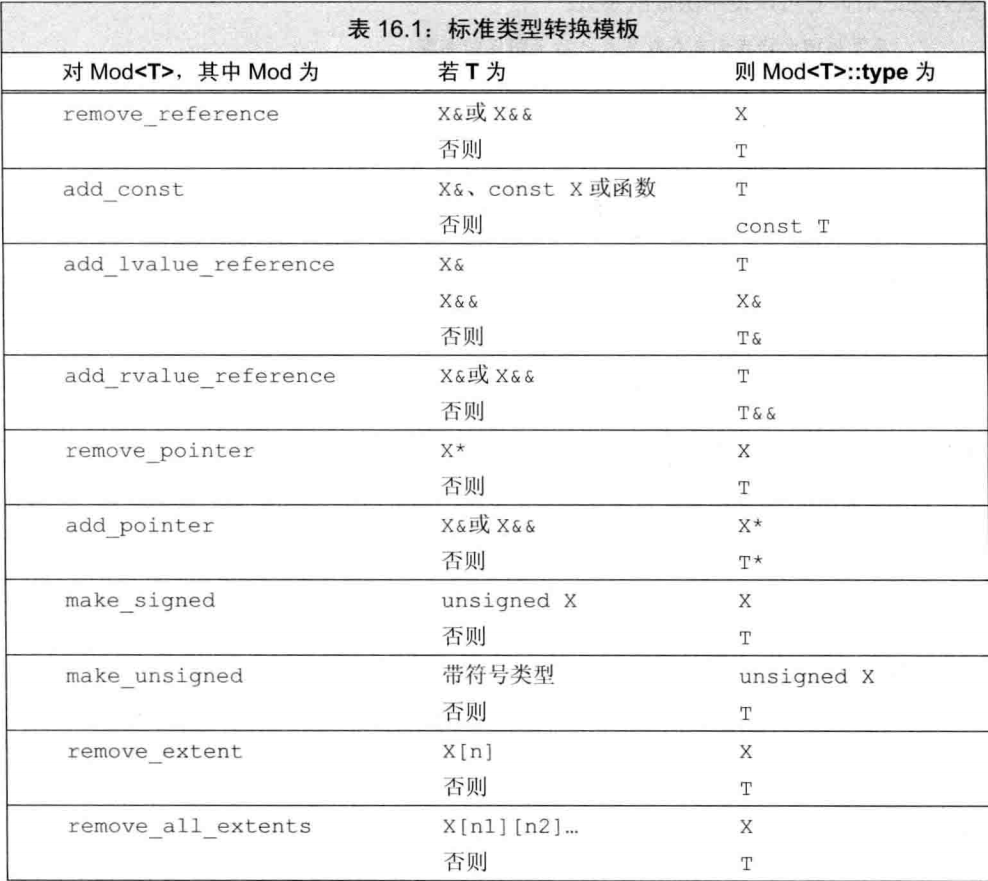 表 16.1：标准类型转换模板
对 Mod<T>，其中 Mod 为 若 T 为 则 Mod<T>::type 为
remove_reference X&或 X&& X
否则 T
add_const X&、const X 或函数 T
否则 const T
add_lvalue_reference X& T
X&& X&
否则 T&
add_rvalue_reference X&或 X&& T
否则 T&&
remove_pointer X* X
否则 T
add_pointer X&或 X&& X*
否则 T*
make_signed unsigned X X
否则 T
make_unsigned 带符号类型 unsigned X
否则 T
remove_extent X[n] X
否则 T
remove_all_extents X[n1][n2]… X
否则 T